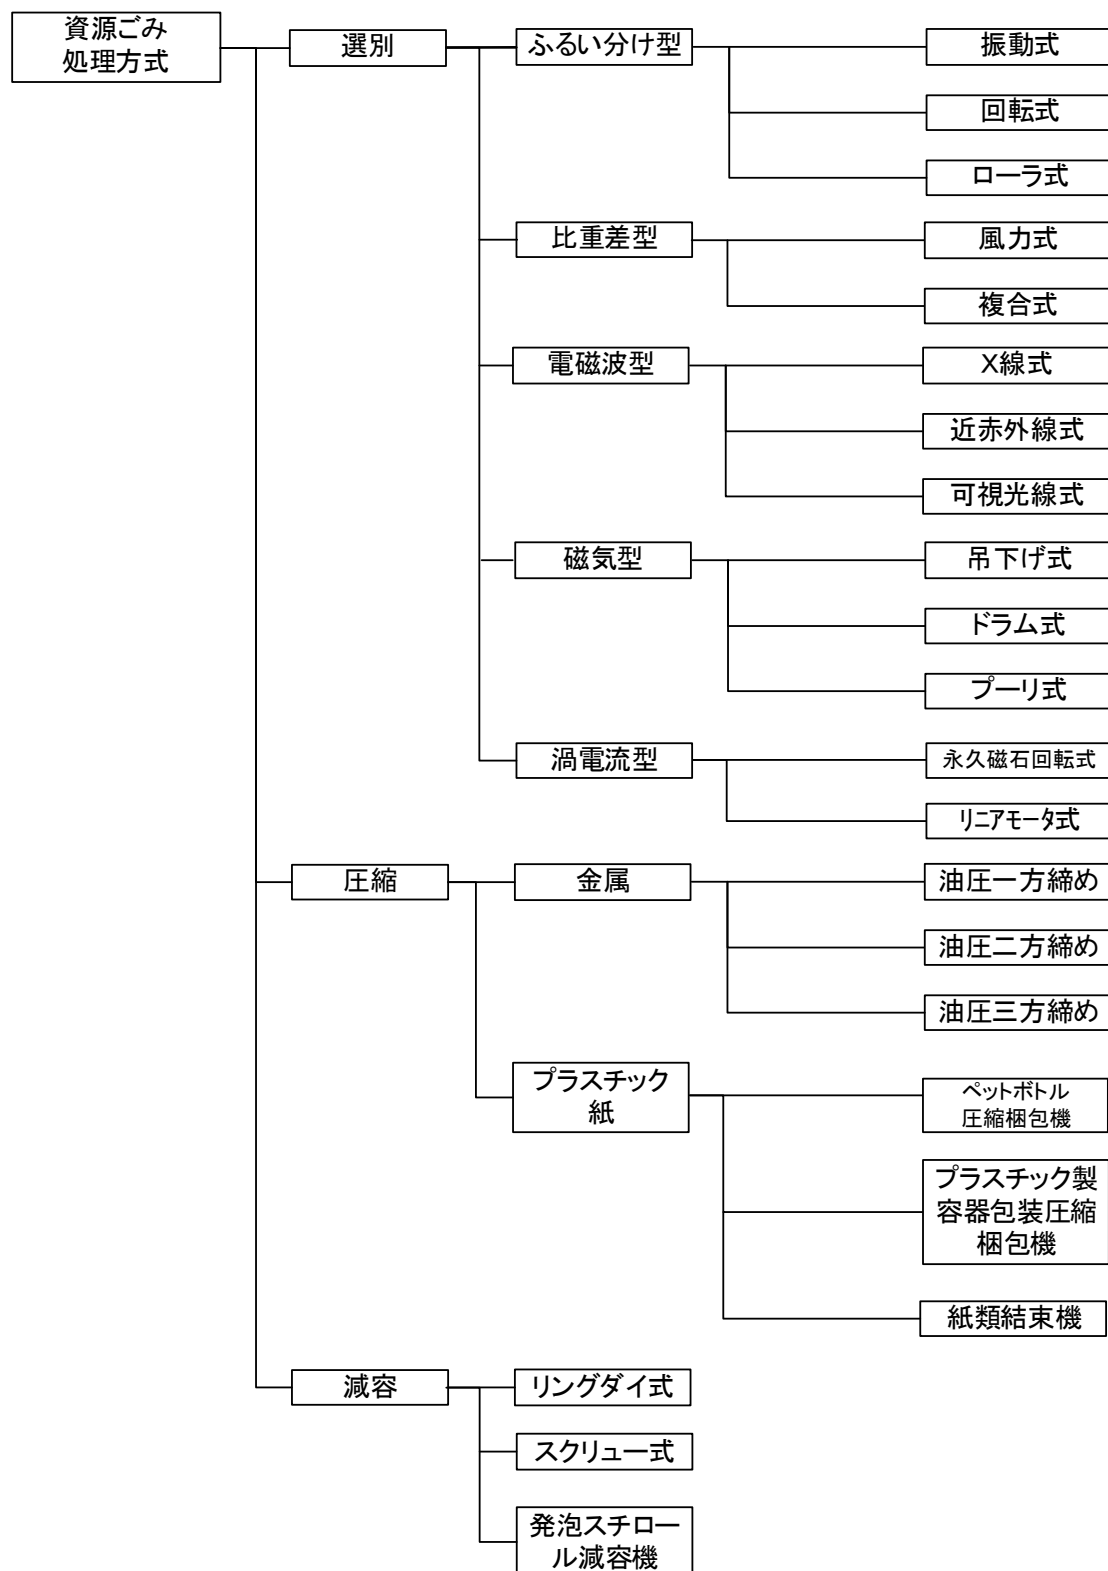 資源ごみ
処理方式
選別
ふるい分け型
振動式
回転式
ローラ式
比重差型
風力式
複合式
電磁波型
X線式
近赤外線式
可視光線式
磁気型
吊下げ式
ドラム式
プーリ式
渦電流型
永久磁石回転式
リニアモータ式
圧縮
金属
油圧一方締め
油圧二方締め
油圧三方締め
プラスチック
紙
ペットボトル
圧縮梱包機
プラスチック製
容器包装圧縮
梱包機
紙類結束機
減容
リングダイ式
スクリュー式
発泡スチロー
ル減容機